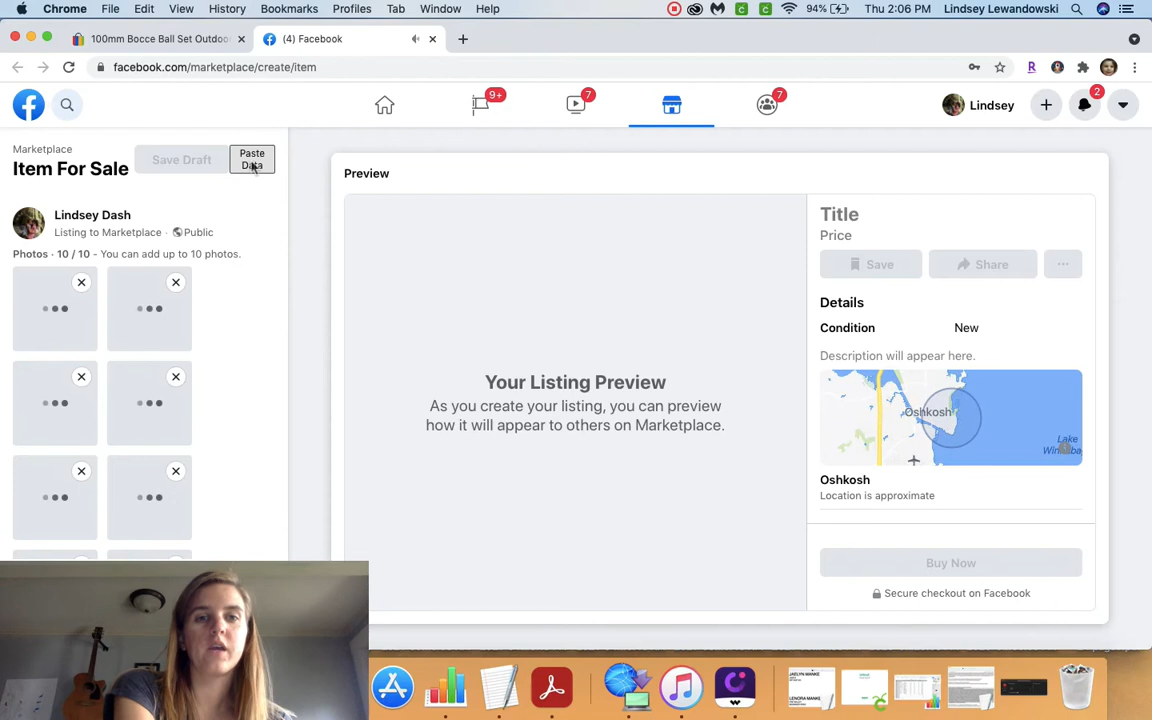 Chrome File Edit View History Bookmarks Profiles Tab Window Help 94% Thu 2:06 PM Lindsey Lewandowski
100mm Bocce Ball Set Outdoo (4) Facebook
facebook.com/marketplace/create/item
9+ 7 7 Lindsey 2
Marketplace
Item For Sale
Save Draft
Paste
Data
Lindsey Dash
Listing to Marketplace · Public
Photos · 10 / 10 - You can add up to 10 photos.
Preview
Your Listing Preview
As you create your listing, you can preview
how it will appear to others on Marketplace.
Title
Price
Save Share ...
Details
Condition New
Description will appear here.
Oshkosh
Lake
Oshkosh
Location is approximate
Buy Now
Secure checkout on Facebook
JAELYN MANKE
LENORA MANKE